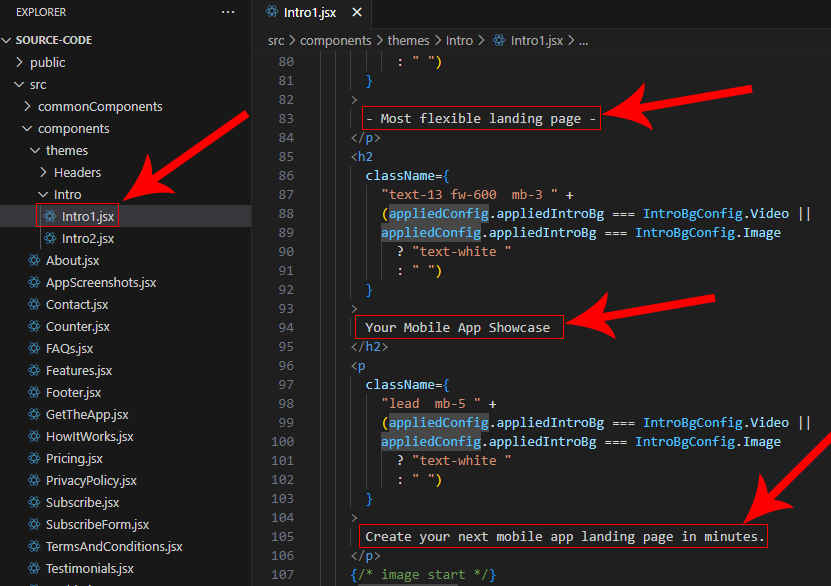 EXPLORER ...
SOURCE-CODE
public
src
commonComponents
components
themes
Headers
Intro
Intro1.jsx
Intro2.jsx
About.jsx
AppScreenshots.jsx
Contact.jsx
Counter.jsx
FAQs.jsx
Features.jsx
Footer.jsx
GetTheApp.jsx
HowItWorks.jsx
Pricing.jsx
PrivacyPolicy.jsx
Subscribe.jsx
SubscribeForm.jsx
TermsAndConditions.jsx
Testimonials.jsx
Intro1.jsx ×
src > components > themes > Intro > Intro1.jsx > ...
80 : " ")
81 }
82 >
83 - Most flexible landing page -
84 </p>
85 <h2
86 className={
87 "text-13 fw-600  mb-3 " +
88 (appliedConfig.appliedIntroBg === IntroBgConfig.Video ||
89 appliedConfig.appliedIntroBg === IntroBgConfig.Image
90 ? "text-white "
91 : " ")
92 }
93 >
94 Your Mobile App Showcase
95 </h2>
96 <p
97 className={
98 "lead  mb-5 " +
99 (appliedConfig.appliedIntroBg === IntroBgConfig.Video ||
100 appliedConfig.appliedIntroBg === IntroBgConfig.Image
101 ? "text-white "
102 : " ")
103 }
104 >
105 Create your next mobile app landing page in minutes.
106 </p>
107 {/* image start */}